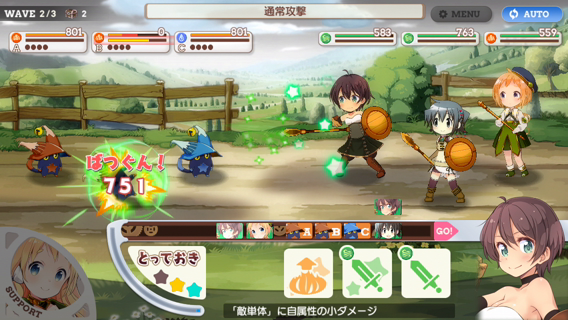 WAVE 2/3 2
通常攻撃
MENU
AUTO
801
A
0
B
801
C
583
763
559
ばつぐん!
751
A B C GO!
とっておき
SUPPORT
「敵単体」に自属性の小ダメージ